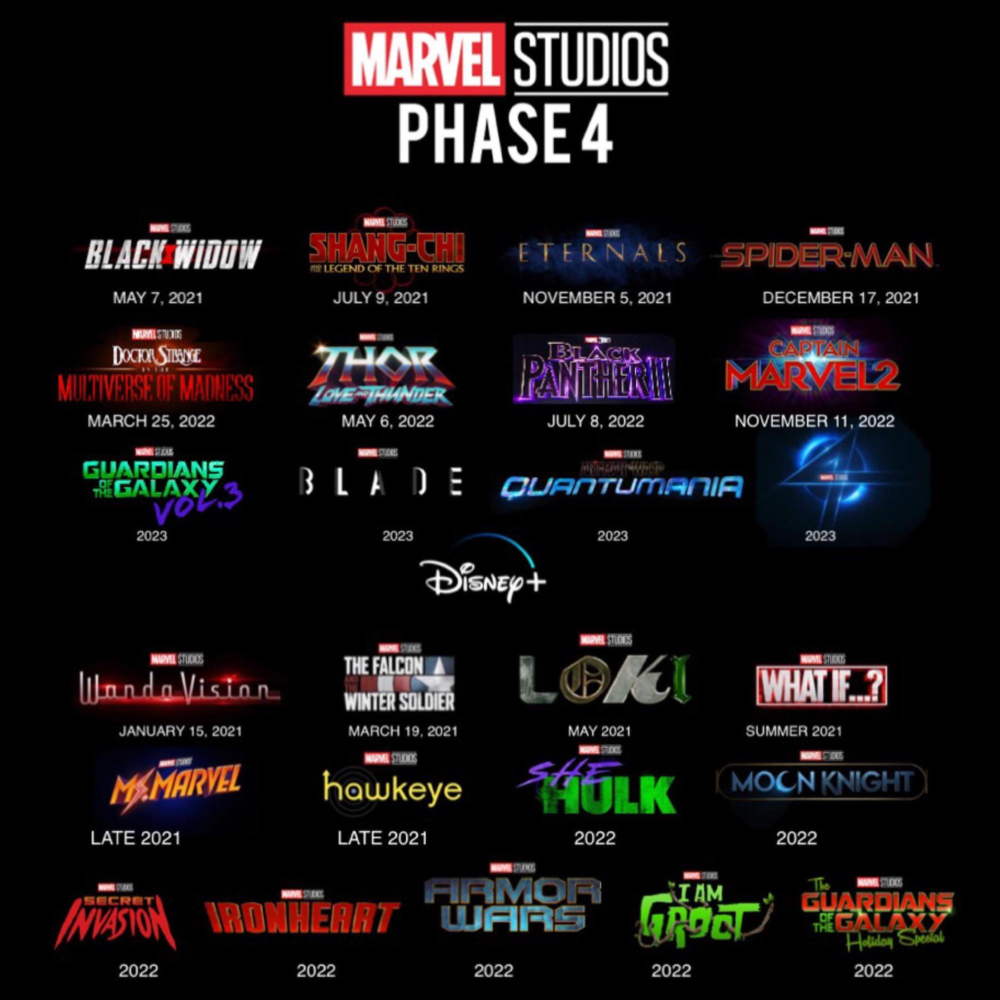 MARVEL STUDIOS
PHASE 4
MARVEL STUDIOS
BLACK WIDOW
MAY 7, 2021
MARVEL STUDIOS
SHANG-CHI
AND THE LEGEND OF THE TEN RINGS
JULY 9, 2021
MARVEL STUDIOS
ETERNALS
NOVEMBER 5, 2021
MARVEL STUDIOS
SPIDER-MAN
DECEMBER 17, 2021
MARVEL STUDIOS
DOCTOR STRANGE
IN THE
MULTIVERSE OF MADNESS
MARCH 25, 2022
MARVEL STUDIOS
THOR
LOVE AND THUNDER
MAY 6, 2022
MARVEL
BLACK
PANTHER II
JULY 8, 2022
MARVEL STUDIOS
CAPTAIN
MARVEL 2
NOVEMBER 11, 2022
MARVEL STUDIOS
GUARDIANS
OF THE GALAXY
VOL.3
2023
MARVEL STUDIOS
BLADE
2023
MARVEL STUDIOS
ANT-MAN AND THE WASP
QUANTUMANIA
2023
4
MARVEL STUDIOS
2023
Disney+
MARVEL STUDIOS
WandaVision
JANUARY 15, 2021
MARVEL STUDIOS
THE FALCON
AND THE
WINTER SOLDIER
MARCH 19, 2021
MARVEL STUDIOS
LOKI
MAY 2021
MARVEL STUDIOS
WHAT IF...?
SUMMER 2021
MARVEL STUDIOS
MS. MARVEL
LATE 2021
MARVEL STUDIOS
hawkeye
LATE 2021
MARVEL STUDIOS
SHE
HULK
2022
MARVEL STUDIOS
MOON KNIGHT
2022
MARVEL STUDIOS
SECRET
INVASION
2022
MARVEL STUDIOS
IRONHEART
2022
MARVEL STUDIOS
ARMOR
WARS
2022
MARVEL STUDIOS
I AM
GROOT
2022
MARVEL STUDIOS
The
GUARDIANS
OF THE GALAXY
Holiday Special
2022